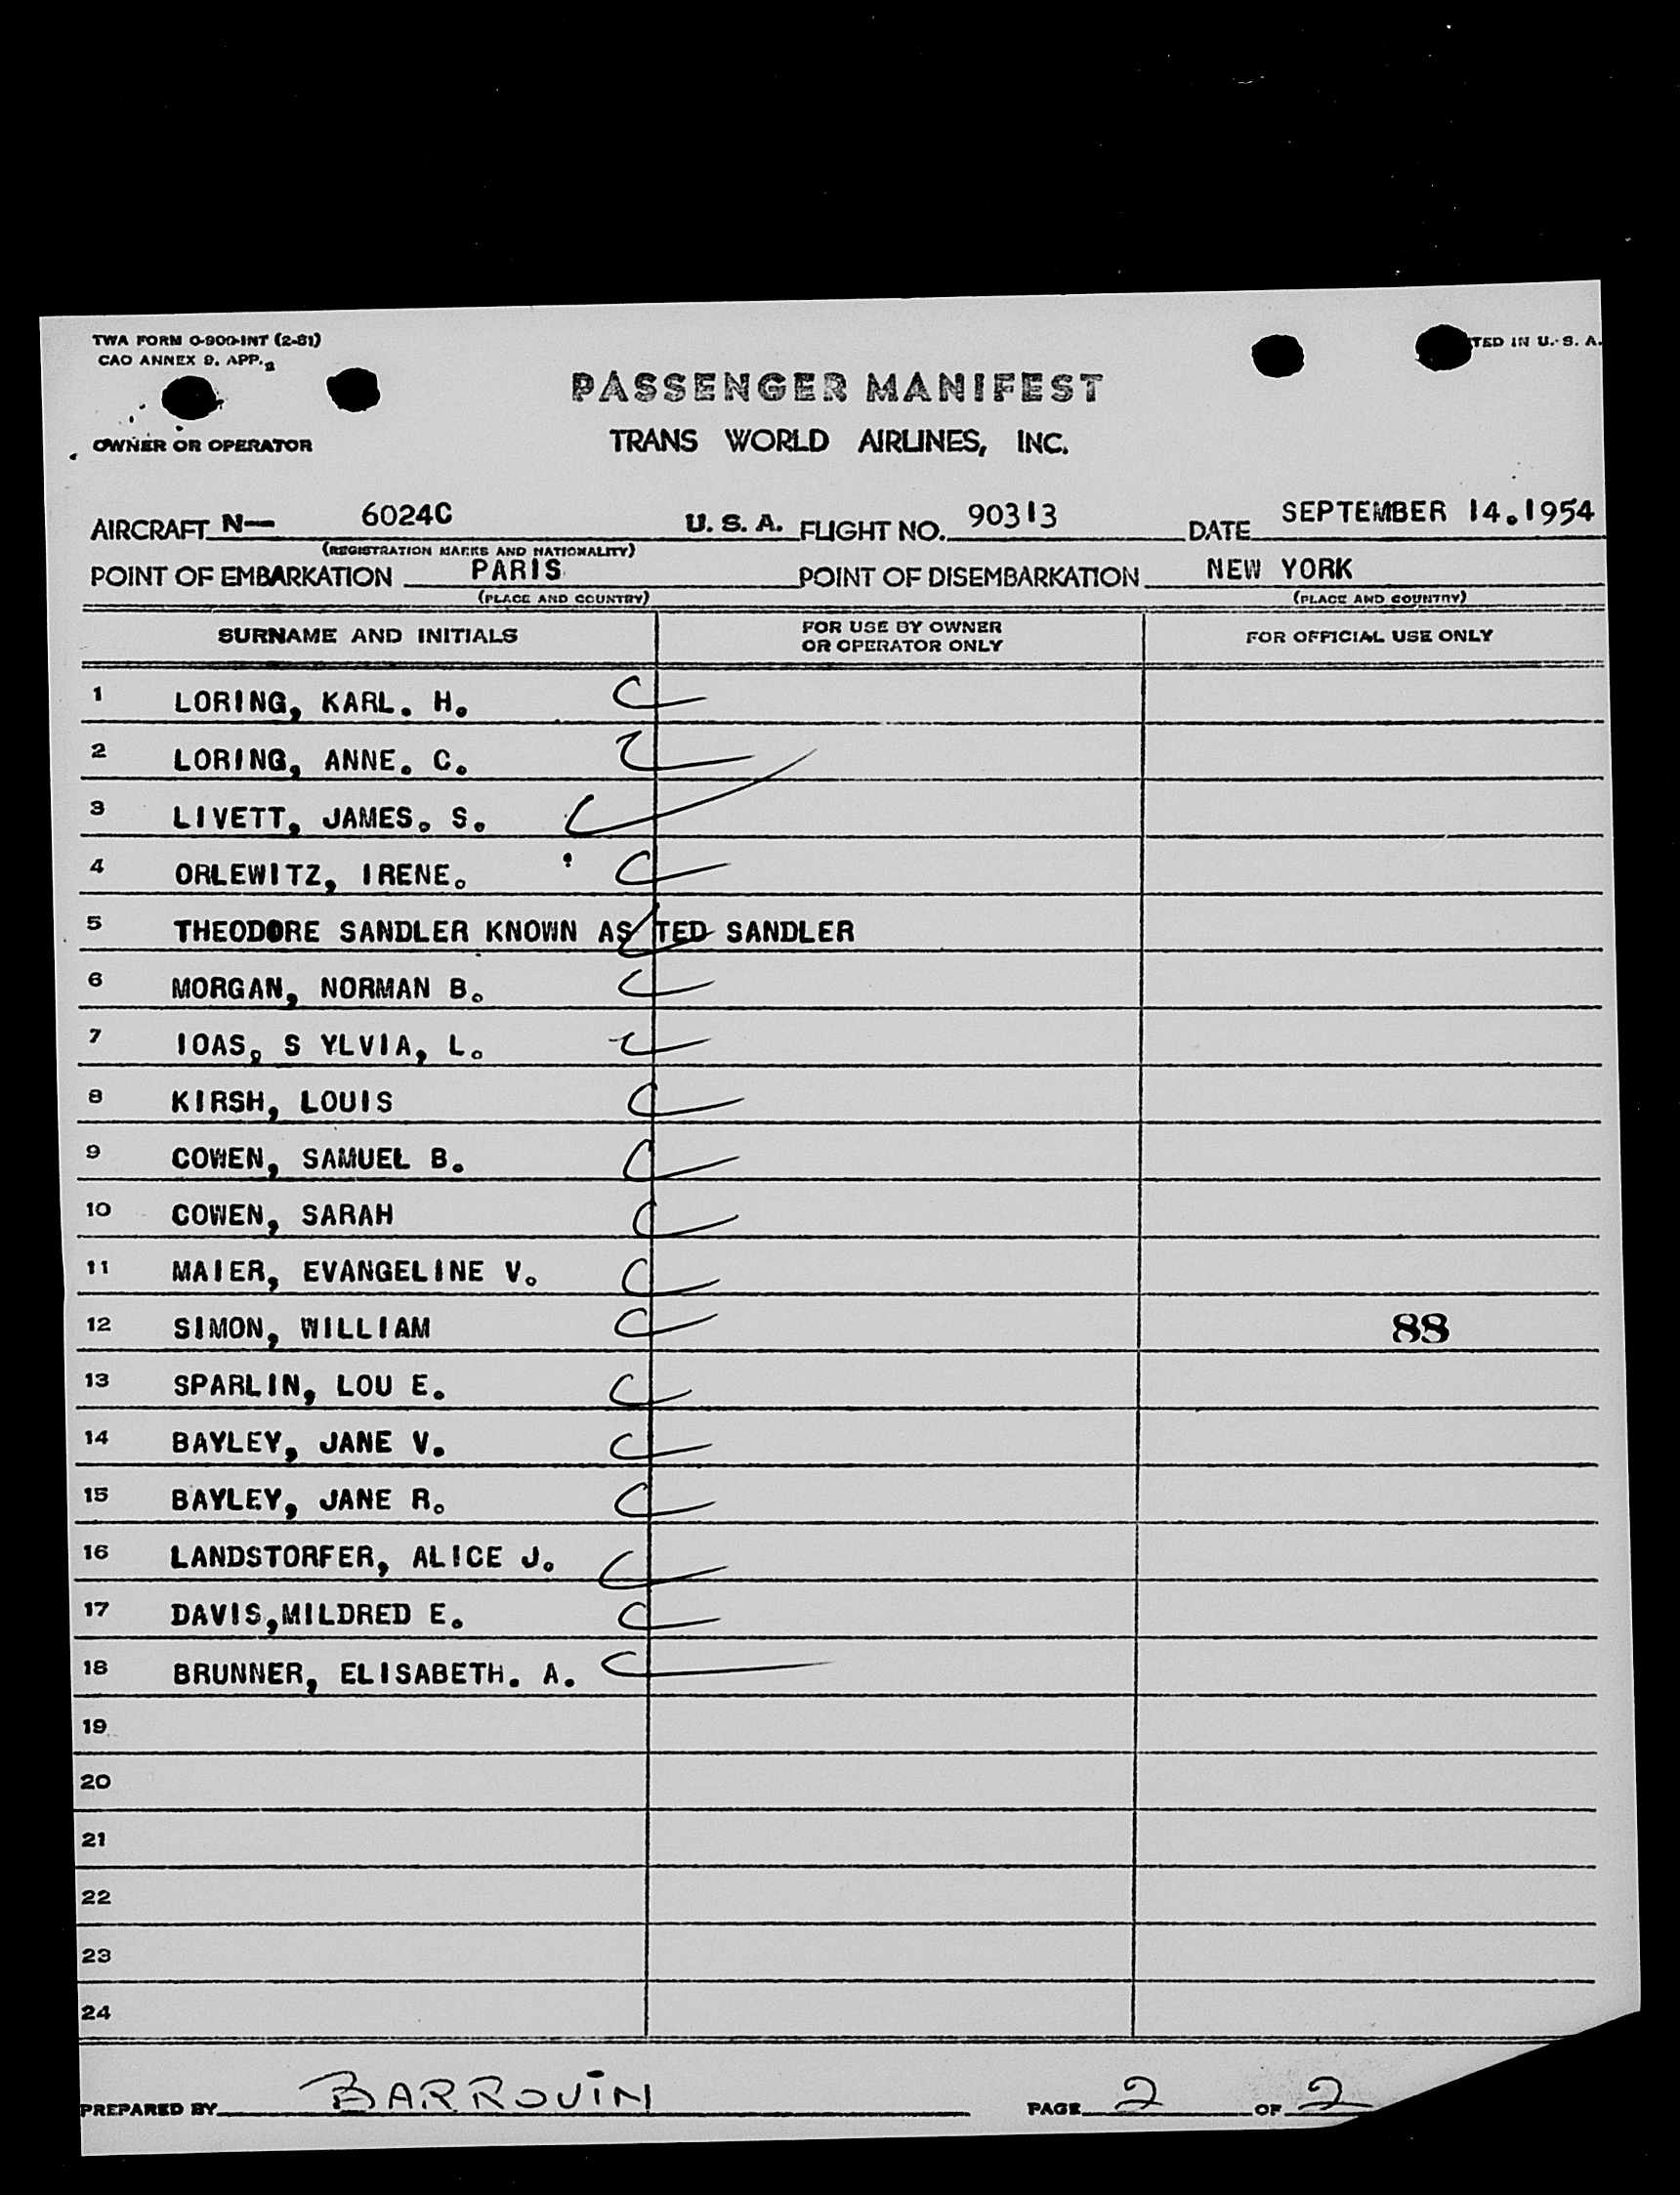 TWA FORM O-900-INT (2-51)
CAO ANNEX 9. APP. 2
TED IN U. S. A.
PASSENGER MANIFEST
OWNER OR OPERATOR
TRANS WORLD AIRLINES, INC.
AIRCRAFT N— 6024C U. S. A. FLIGHT NO. 90313 DATE SEPTEMBER 14.1954
(REGISTRATION MARKS AND NATIONALITY)
POINT OF EMBARKATION PARIS POINT OF DISEMBARKATION NEW YORK
(PLACE AND COUNTRY) (PLACE AND COUNTRY)
SURNAME AND INITIALS FOR USE BY OWNER OR OPERATOR ONLY FOR OFFICIAL USE ONLY
1 LORING, KARL. H.
2 LORING, ANNE. C.
3 LIVETT, JAMES. S.
4 ORLEWITZ, IRENE.
5 THEODORE SANDLER KNOWN AS TED SANDLER
6 MORGAN, NORMAN B.
7 IOAS, S YLVIA, L.
8 KIRSH, LOUIS
9 COWEN, SAMUEL B.
10 COWEN, SARAH
11 MAIER, EVANGELINE V.
12 SIMON, WILLIAM 88
13 SPARLIN, LOU E.
14 BAYLEY, JANE V.
15 BAYLEY, JANE R.
16 LANDSTORFER, ALICE J.
17 DAVIS,MILDRED E.
18 BRUNNER, ELISABETH. A.
19
20
21
22
23
24
PREPARED BY BARROUIN PAGE 2 OF 2